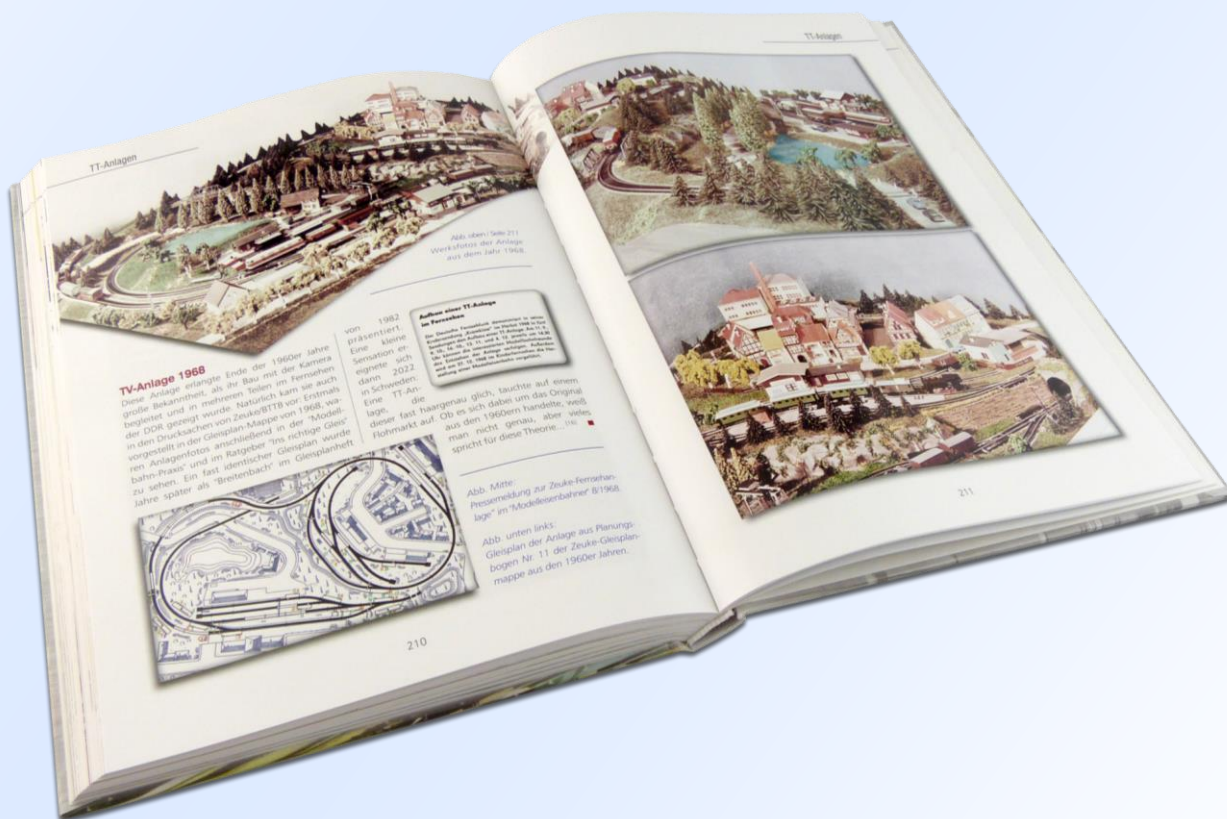 TT-Anlagen
Abb. oben / Seite 211
Werksfotos der Anlage
aus dem Jahr 1968.
TV-Anlage 1968
Diese Anlage erlangte Ende der 1960er Jahre
große Bekanntheit, als ihr Bau mit der Kamera
begleitet und in mehreren Teilen im Fernsehen
der DDR gezeigt wurde. Natürlich kam sie auch
in den Drucksachen von Zeuke/BTTB vor: Erstmals
vorgestellt in der Gleisplan-Mappe von 1968, wa-
ren Anlagenfotos anschließend in der "Modell-
bahn-Praxis" und im Ratgeber "Ins richtige Gleis"
zu sehen. Ein fast identischer Gleisplan wurde
Jahre später als "Breitenbach" im Gleisplanheft
von 1982
präsentiert.
Eine kleine
Sensation er-
eignete sich
dann 2022
in Schweden:
Eine TT-An-
lage, die
dieser fast haargenau glich, tauchte auf einem
Flohmarkt auf. Ob es sich dabei um das Original
aus den 1960ern handelte, weiß
man nicht genau, aber vieles
spricht für diese Theorie...
Aufbau einer TT-Anlage
im Fernsehen
Abb. Mitte:
Pressemeldung zur Zeuke-Fernsehan-
lage" im "Modelleisenbahner" 8/1968.
Abb. unten links:
Gleisplan der Anlage aus Planungs-
bogen Nr. 11 der Zeuke-Gleisplan-
mappe aus den 1960er Jahren.
210
TT-Anlagen
211